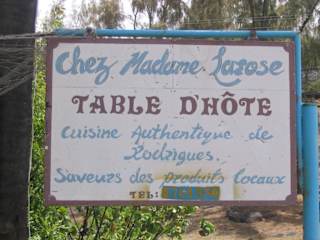 Chez Madame Larose
TABLE D'HÔTE
Cuisine Authentique de
Rodrigues.
Saveurs des produits Locaux
TEL: